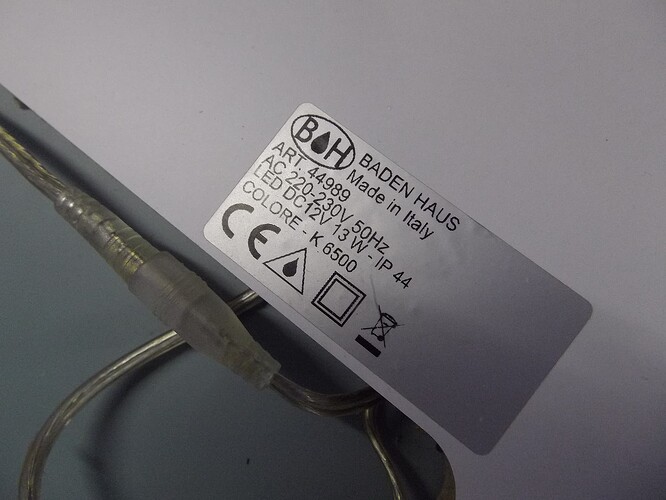 B H BADEN HAUS
Made in Italy
ART. 44989
AC 220-230V 50Hz
LED DC12V 13 W - IP 44
COLORE - K 6500
CE